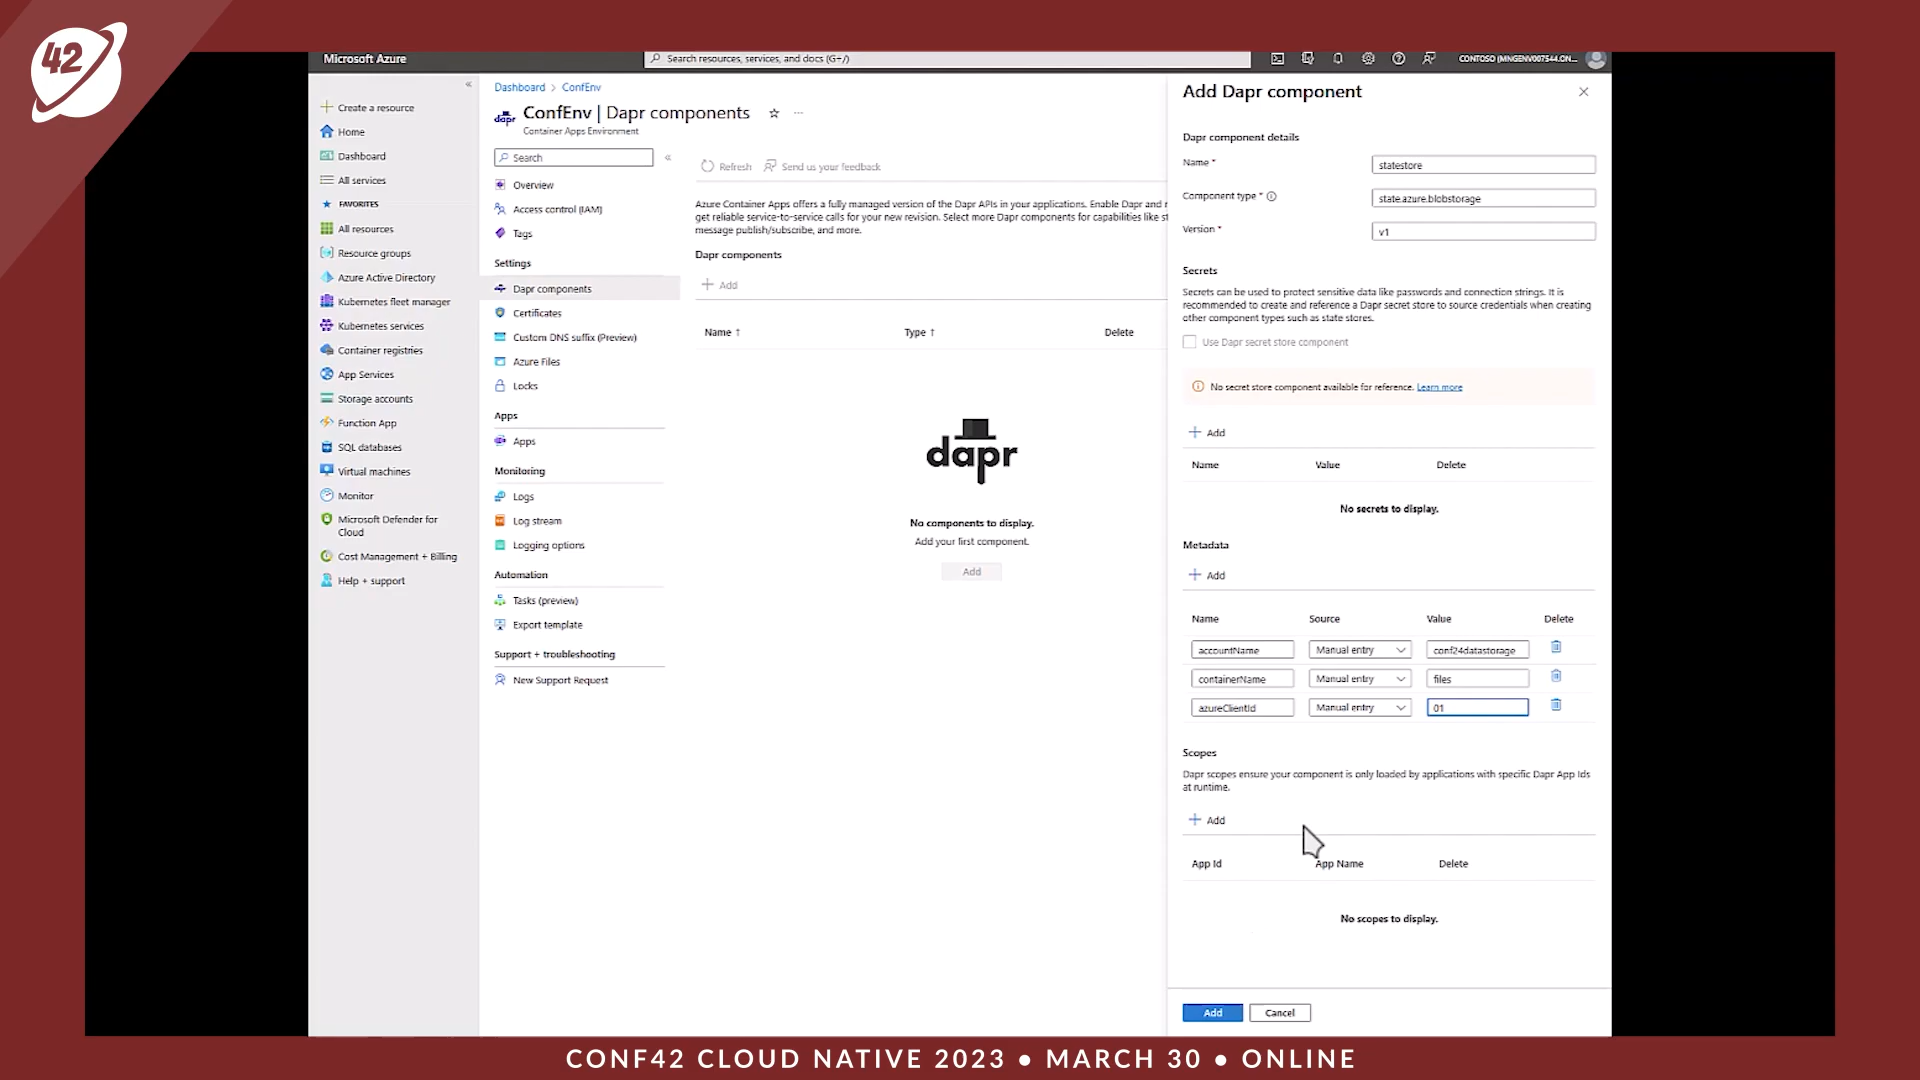 42
Microsoft Azure
Search resources, services, and docs (G+/)
CONTOSO (MNGENV007544.ON...
Create a resource
Home
Dashboard
All services
FAVORITES
All resources
Resource groups
Azure Active Directory
Kubernetes fleet manager
Kubernetes services
Container registries
App Services
Storage accounts
Function App
SQL databases
Virtual machines
Monitor
Microsoft Defender for
Cloud
Cost Management + Billing
Help + support
Dashboard > ConfEnv
dapr
ConfEnv | Dapr components
Container Apps Environment
Search
Overview
Access control (IAM)
Tags
Settings
Dapr components
Certificates
Custom DNS suffix (Preview)
Azure Files
Locks
Apps
Apps
Monitoring
Logs
Log stream
Logging options
Automation
Tasks (preview)
Export template
Support + troubleshooting
New Support Request
Refresh
Send us your feedback
Azure Container Apps offers a fully managed version of the Dapr APIs in your applications. Enable Dapr and r
get reliable service-to-service calls for your new revision. Select more Dapr components for capabilities like st
message publish/subscribe, and more.
Dapr components
Add
Name ↑ Type ↑ Delete
dapr
No components to display.
Add your first component.
Add
Add Dapr component
Dapr component details
Name * statestore
Component type * state.azure.blobstorage
Version * v1
Secrets
Secrets can be used to protect sensitive data like passwords and connection strings. It is
recommended to create and reference a Dapr secret store to source credentials when creating
other component types such as state stores.
Use Dapr secret store component
No secret store component available for reference. Learn more
Add
Name Value Delete
No secrets to display.
Metadata
Add
Name Source Value Delete
accountName Manual entry conf24datastorage
containerName Manual entry files
azureClientId Manual entry 01
Scopes
Dapr scopes ensure your component is only loaded by applications with specific Dapr App Ids
at runtime.
Add
App Id App Name Delete
No scopes to display.
Add Cancel
CONF42 CLOUD NATIVE 2023 • MARCH 30 • ONLINE